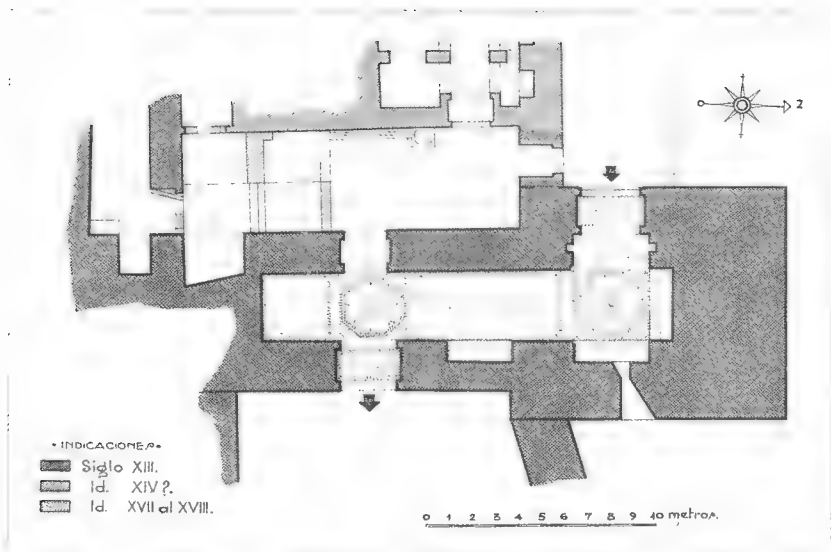 O Z
• INDICACIONES •
Siglo XIII.
Id. XIV?.
Id. XVII al XVIII.
0 1 2 3 4 5 6 7 8 9 10 metros.